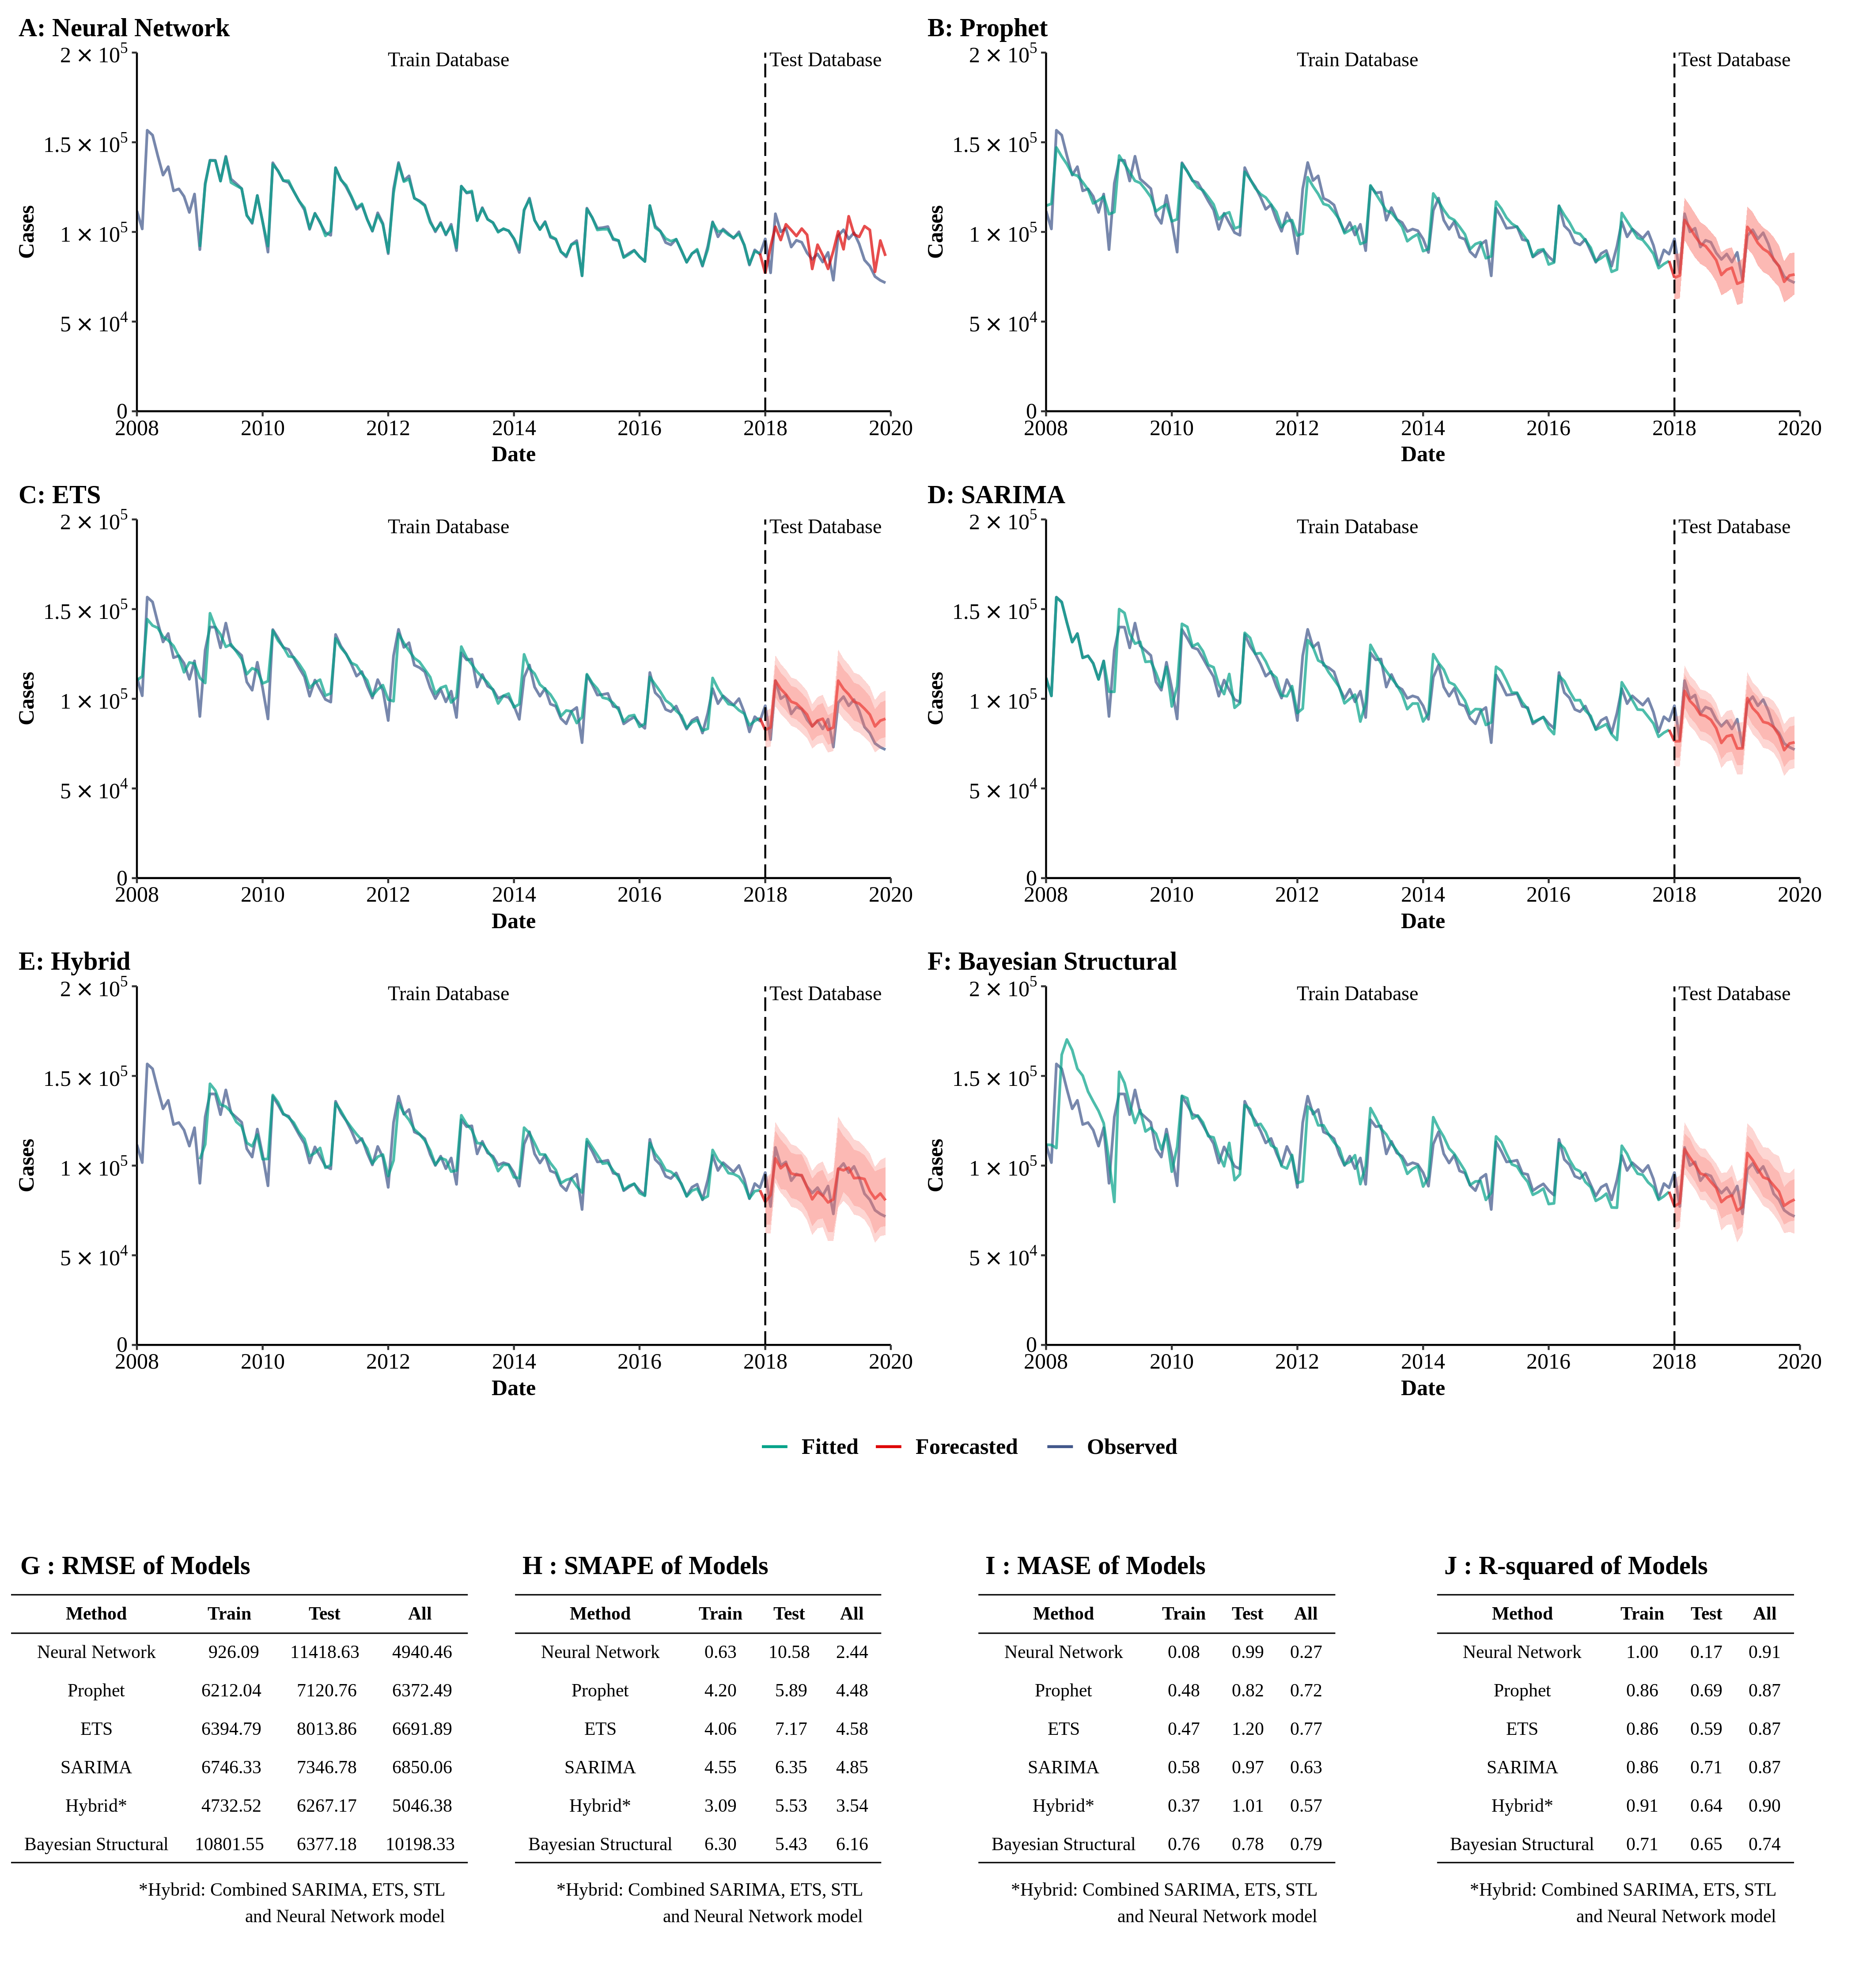 A: Neural Network
2 × 10^5
1.5 × 10^5
1 × 10^5
5 × 10^4
0
Cases
Train Database
Test Database
2008 2010 2012 2014 2016 2018 2020
Date
B: Prophet
2 × 10^5
1.5 × 10^5
1 × 10^5
5 × 10^4
0
Cases
Train Database
Test Database
2008 2010 2012 2014 2016 2018 2020
Date
C: ETS
2 × 10^5
1.5 × 10^5
1 × 10^5
5 × 10^4
0
Cases
Train Database
Test Database
2008 2010 2012 2014 2016 2018 2020
Date
D: SARIMA
2 × 10^5
1.5 × 10^5
1 × 10^5
5 × 10^4
0
Cases
Train Database
Test Database
2008 2010 2012 2014 2016 2018 2020
Date
E: Hybrid
2 × 10^5
1.5 × 10^5
1 × 10^5
5 × 10^4
0
Cases
Train Database
Test Database
2008 2010 2012 2014 2016 2018 2020
Date
F: Bayesian Structural
2 × 10^5
1.5 × 10^5
1 × 10^5
5 × 10^4
0
Cases
Train Database
Test Database
2008 2010 2012 2014 2016 2018 2020
Date
Fitted Forecasted Observed
G : RMSE of Models
Method Train Test All
Neural Network 926.09 11418.63 4940.46
Prophet 6212.04 7120.76 6372.49
ETS 6394.79 8013.86 6691.89
SARIMA 6746.33 7346.78 6850.06
Hybrid* 4732.52 6267.17 5046.38
Bayesian Structural 10801.55 6377.18 10198.33
*Hybrid: Combined SARIMA, ETS, STL
and Neural Network model
H : SMAPE of Models
Method Train Test All
Neural Network 0.63 10.58 2.44
Prophet 4.20 5.89 4.48
ETS 4.06 7.17 4.58
SARIMA 4.55 6.35 4.85
Hybrid* 3.09 5.53 3.54
Bayesian Structural 6.30 5.43 6.16
*Hybrid: Combined SARIMA, ETS, STL
and Neural Network model
I : MASE of Models
Method Train Test All
Neural Network 0.08 0.99 0.27
Prophet 0.48 0.82 0.72
ETS 0.47 1.20 0.77
SARIMA 0.58 0.97 0.63
Hybrid* 0.37 1.01 0.57
Bayesian Structural 0.76 0.78 0.79
*Hybrid: Combined SARIMA, ETS, STL
and Neural Network model
J : R-squared of Models
Method Train Test All
Neural Network 1.00 0.17 0.91
Prophet 0.86 0.69 0.87
ETS 0.86 0.59 0.87
SARIMA 0.86 0.71 0.87
Hybrid* 0.91 0.64 0.90
Bayesian Structural 0.71 0.65 0.74
*Hybrid: Combined SARIMA, ETS, STL
and Neural Network model